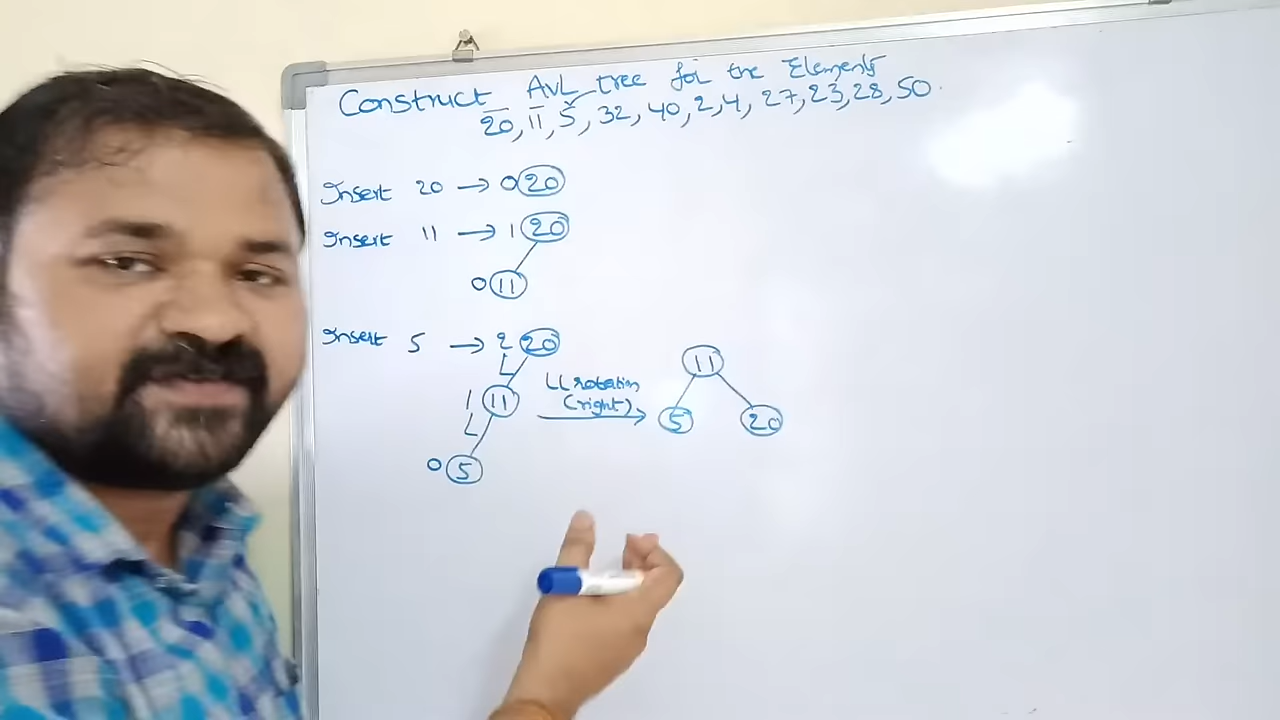 Construct AVL tree for the Elements
20, 11, 5, 32, 40, 2, 4, 27, 23, 28, 50.
Insert 20 → 0 20
Insert 11 → 1 20
0 11
Insert 5 → 2 20
L
1 11
L
0 5
LL rotation
(right)
11
5 20